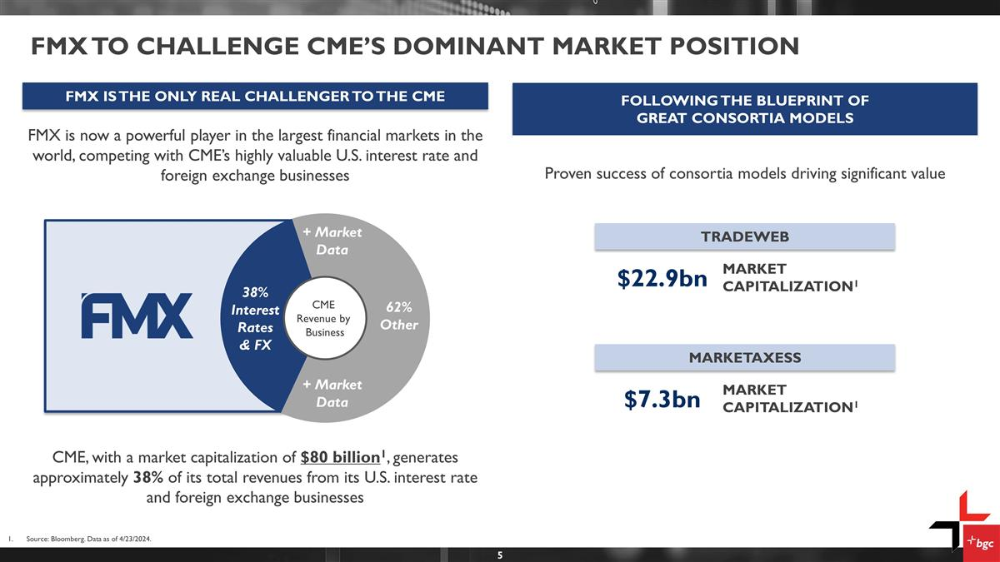 FMX TO CHALLENGE CME'S DOMINANT MARKET POSITION
FMX IS THE ONLY REAL CHALLENGER TO THE CME
FMX is now a powerful player in the largest financial markets in the
world, competing with CME's highly valuable U.S. interest rate and
foreign exchange businesses
FMX
38%
Interest
Rates
& FX
+ Market
Data
CME
Revenue by
Business
62%
Other
+ Market
Data
CME, with a market capitalization of $80 billion¹, generates
approximately 38% of its total revenues from its U.S. interest rate
and foreign exchange businesses
FOLLOWING THE BLUEPRINT OF
GREAT CONSORTIA MODELS
Proven success of consortia models driving significant value
TRADEWEB
$22.9bn
MARKET
CAPITALIZATION¹
MARKETAXESS
$7.3bn
MARKET
CAPITALIZATION¹
1. Source: Bloomberg. Data as of 4/23/2024.
bgc
5